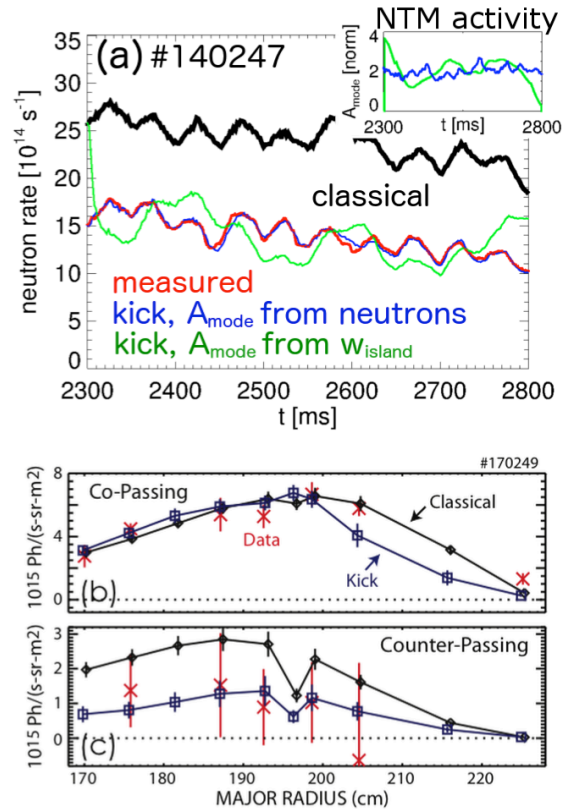 NTM activity
(a) #140247
neutron rate [10¹⁴ s⁻¹]
35
30
25
20
15
10
5
0
A_mode [norm]
4
2
0
2300
2800
t [ms]
classical
measured
kick, A_mode from neutrons
kick, A_mode from w_island
2300
2400
2500
2600
2700
2800
t [ms]
#170249
10¹⁵ Ph/(s-sr-m2)
8
4
0
Co-Passing
Classical
Data
Kick
(b)
10¹⁵ Ph/(s-sr-m2)
3
2
1
0
Counter-Passing
(c)
170
180
190
200
210
220
MAJOR RADIUS (cm)